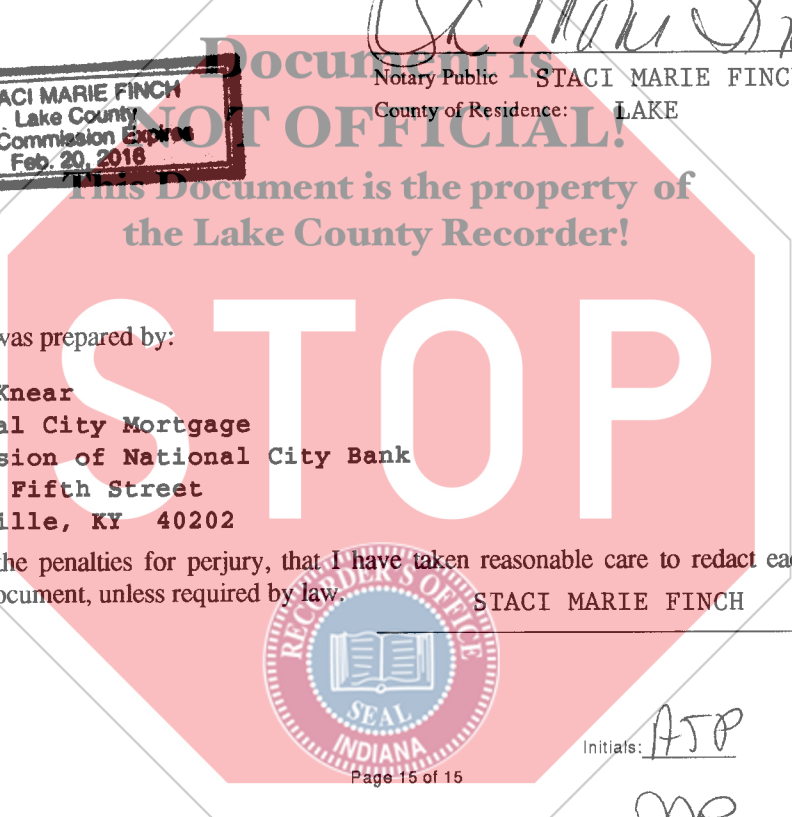 Document is
NOT OFFICIAL!
This Document is the property of
the Lake County Recorder!
STOP
ACI MARIE FINCH
Lake County
Commission Expires
Feb. 20, 2016
Notary Public STACI MARIE FINCH
County of Residence: LAKE
was prepared by:
Knear
al City Mortgage
sion of National City Bank
Fifth Street
ille, KY 40202
the penalties for perjury, that I have taken reasonable care to redact eac
ocument, unless required by law.
STACI MARIE FINCH
RECORDER'S OFFICE
SEAL
INDIANA
Initials: AJP
Page 15 of 15